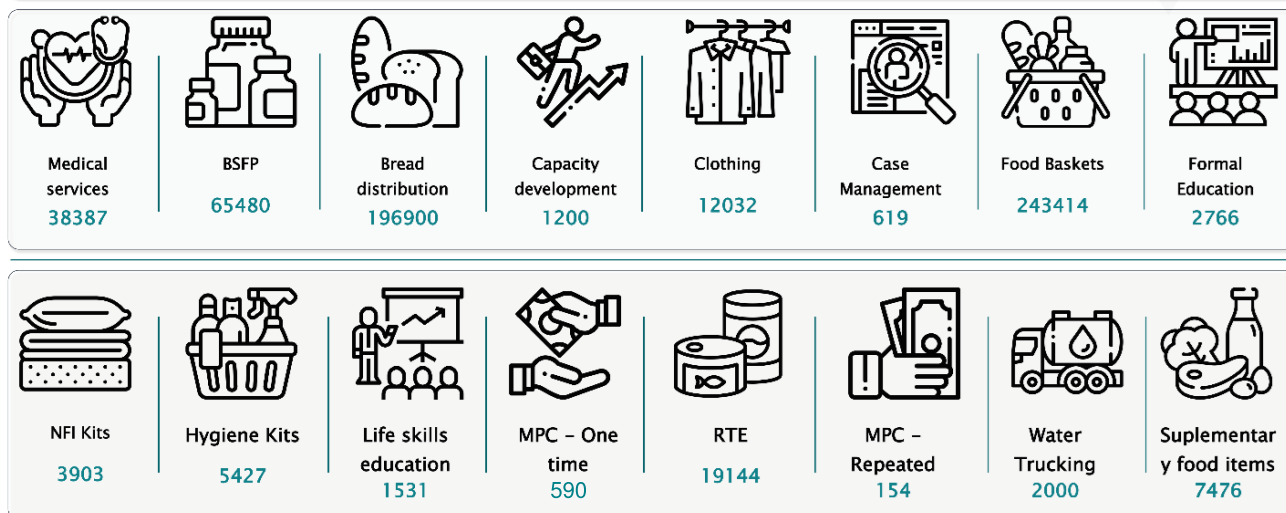 Medical
services
38387
BSFP
65480
Bread
distribution
196900
Capacity
development
1200
Clothing
12032
Case
Management
619
Food Baskets
243414
Formal
Education
2766
NFI Kits
3903
Hygiene Kits
5427
Life skills
education
1531
MPC - One
time
590
RTE
19144
MPC -
Repeated
154
Water
Trucking
2000
Suplementar
y food items
7476